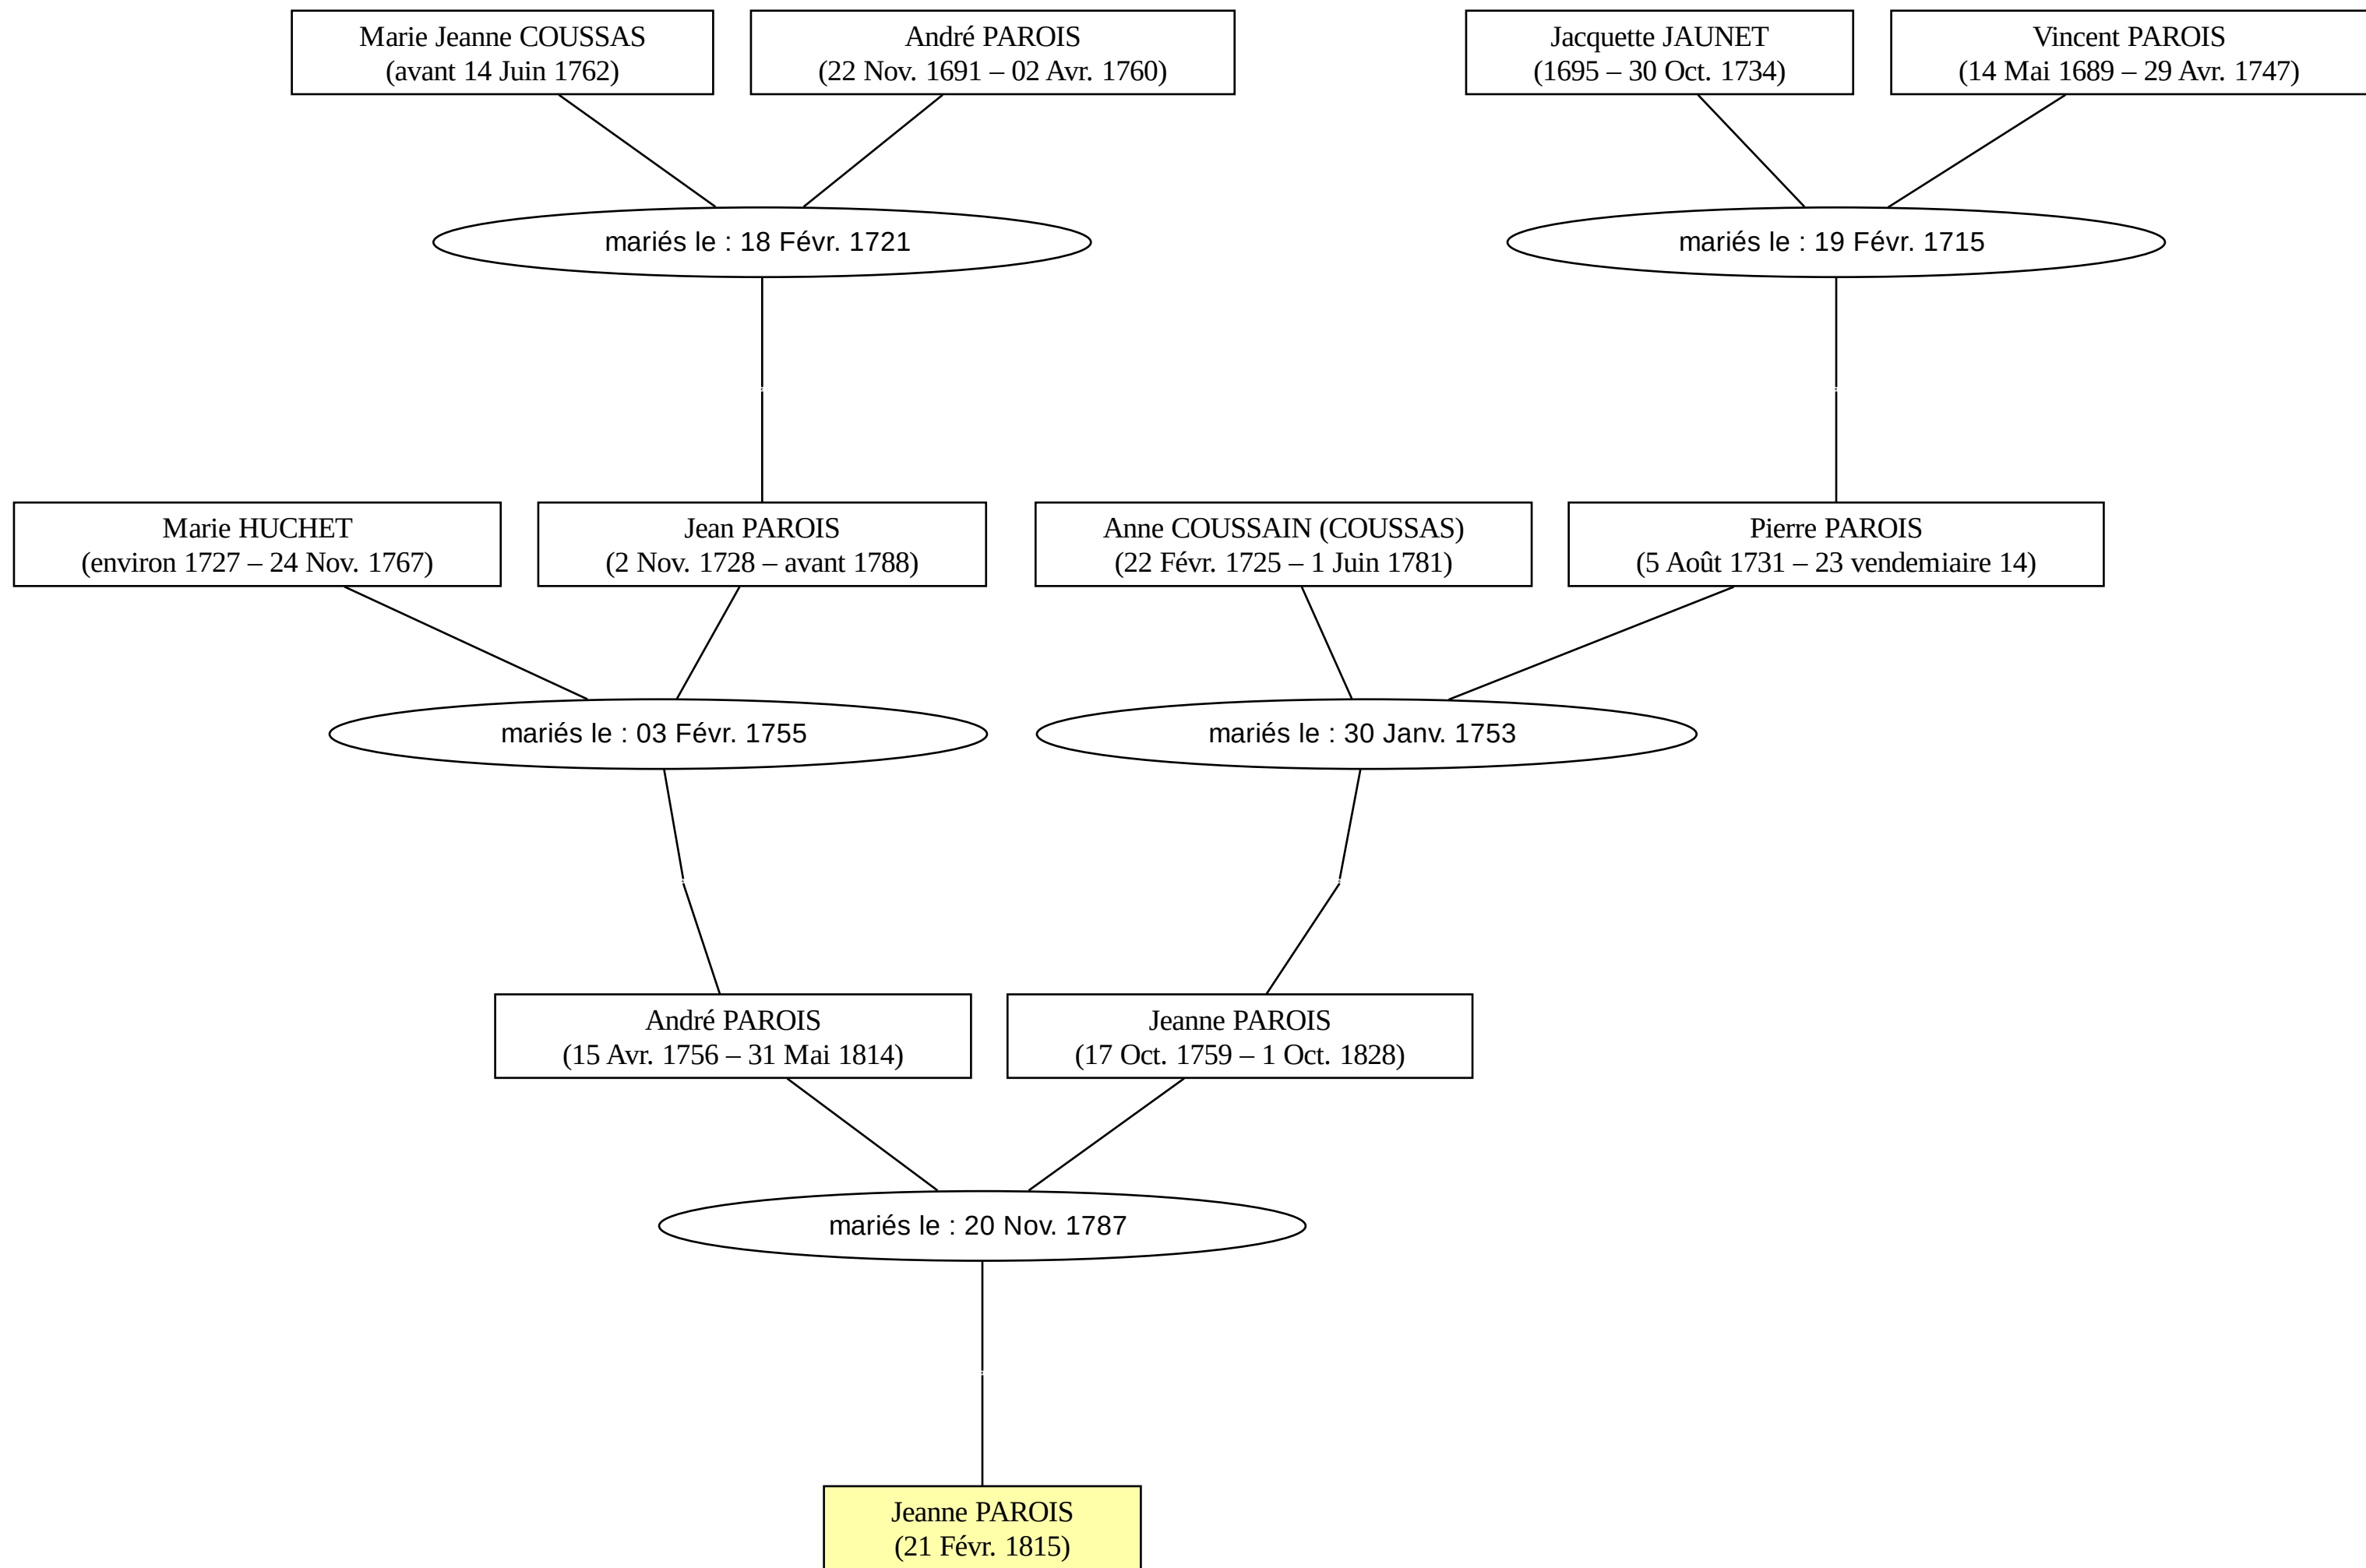 Marie Jeanne COUSSAS
(avant 14 Juin 1762)
André PAROIS
(22 Nov. 1691 – 02 Avr. 1760)
Jacquette JAUNET
(1695 – 30 Oct. 1734)
Vincent PAROIS
(14 Mai 1689 – 29 Avr. 1747)
mariés le : 18 Févr. 1721
mariés le : 19 Févr. 1715
Marie HUCHET
(environ 1727 – 24 Nov. 1767)
Jean PAROIS
(2 Nov. 1728 – avant 1788)
Anne COUSSAIN (COUSSAS)
(22 Févr. 1725 – 1 Juin 1781)
Pierre PAROIS
(5 Août 1731 – 23 vendemiaire 14)
mariés le : 03 Févr. 1755
mariés le : 30 Janv. 1753
André PAROIS
(15 Avr. 1756 – 31 Mai 1814)
Jeanne PAROIS
(17 Oct. 1759 – 1 Oct. 1828)
mariés le : 20 Nov. 1787
Jeanne PAROIS
(21 Févr. 1815)